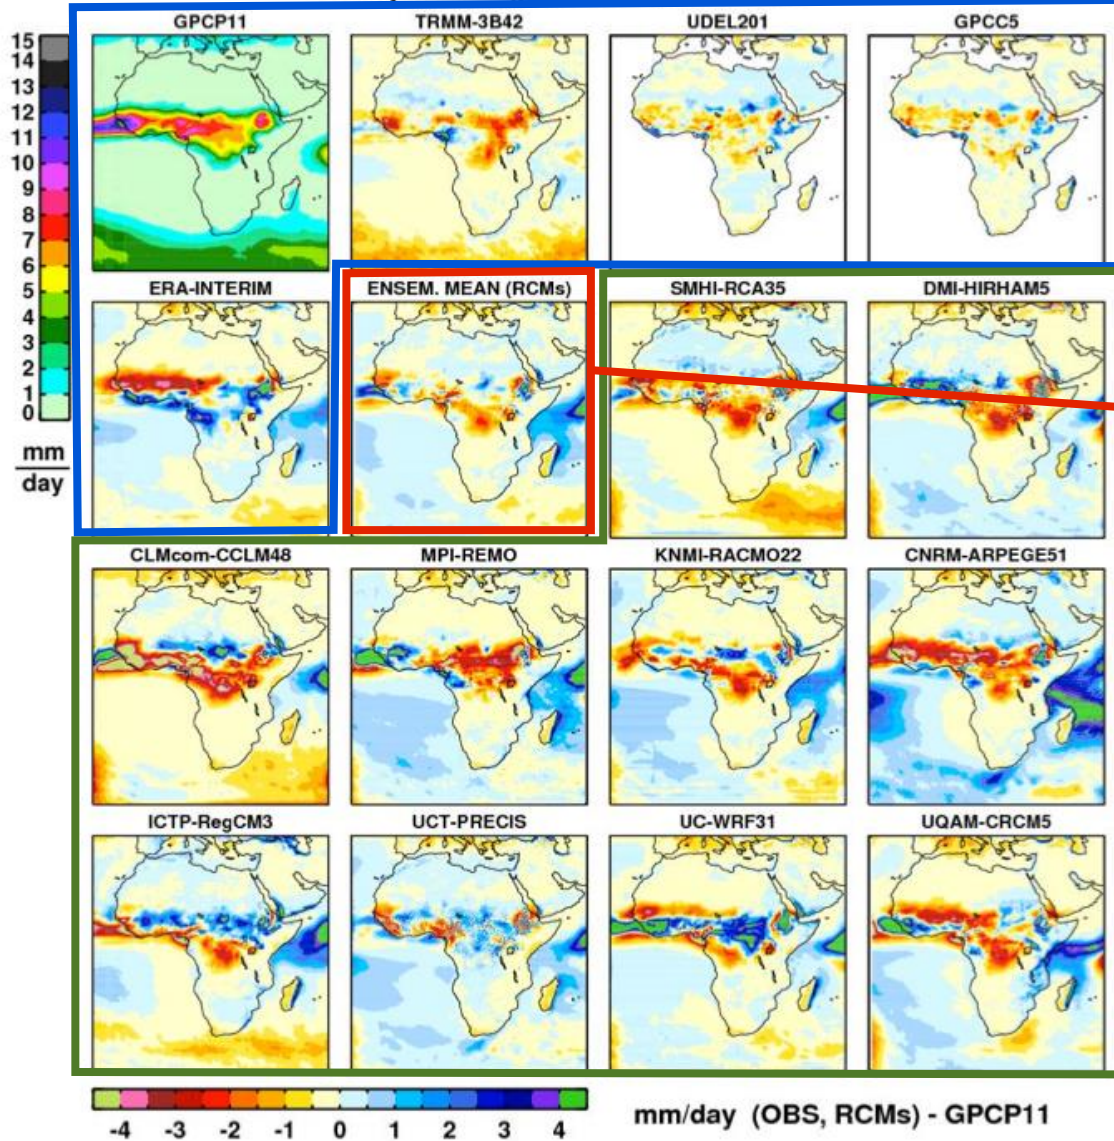 GPCP11 TRMM-3B42 UDEL201 GPCC5
15
14
13
12
11
10
9
8
7
6
5
4
3
2
1
0
mm
day
ERA-INTERIM ENSEM. MEAN (RCMs) SMHI-RCA35 DMI-HIRHAM5
CLMcom-CCLM48 MPI-REMO KNMI-RACMO22 CNRM-ARPEGE51
ICTP-RegCM3 UCT-PRECIS UC-WRF31 UQAM-CRCM5
-4 -3 -2 -1 0 1 2 3 4
mm/day (OBS, RCMs) - GPCP11